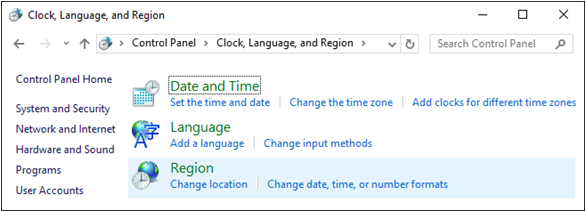 Clock, Language, and Region
Control Panel > Clock, Language, and Region >
Search Control Panel
Control Panel Home
System and Security
Network and Internet
Hardware and Sound
Programs
User Accounts
Date and Time
Set the time and date | Change the time zone | Add clocks for different time zones
Language
Add a language | Change input methods
Region
Change location | Change date, time, or number formats